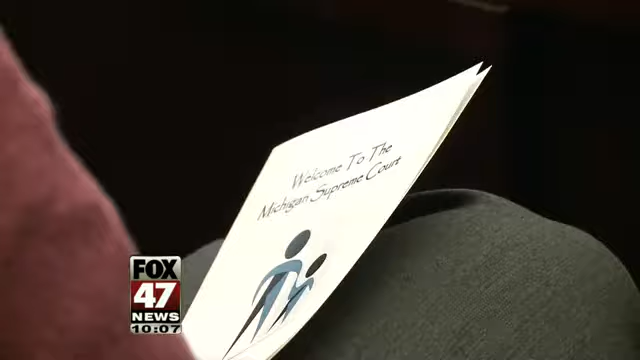 Welcome To The
Michigan Supreme Court
FOX
47
NEWS
10:07